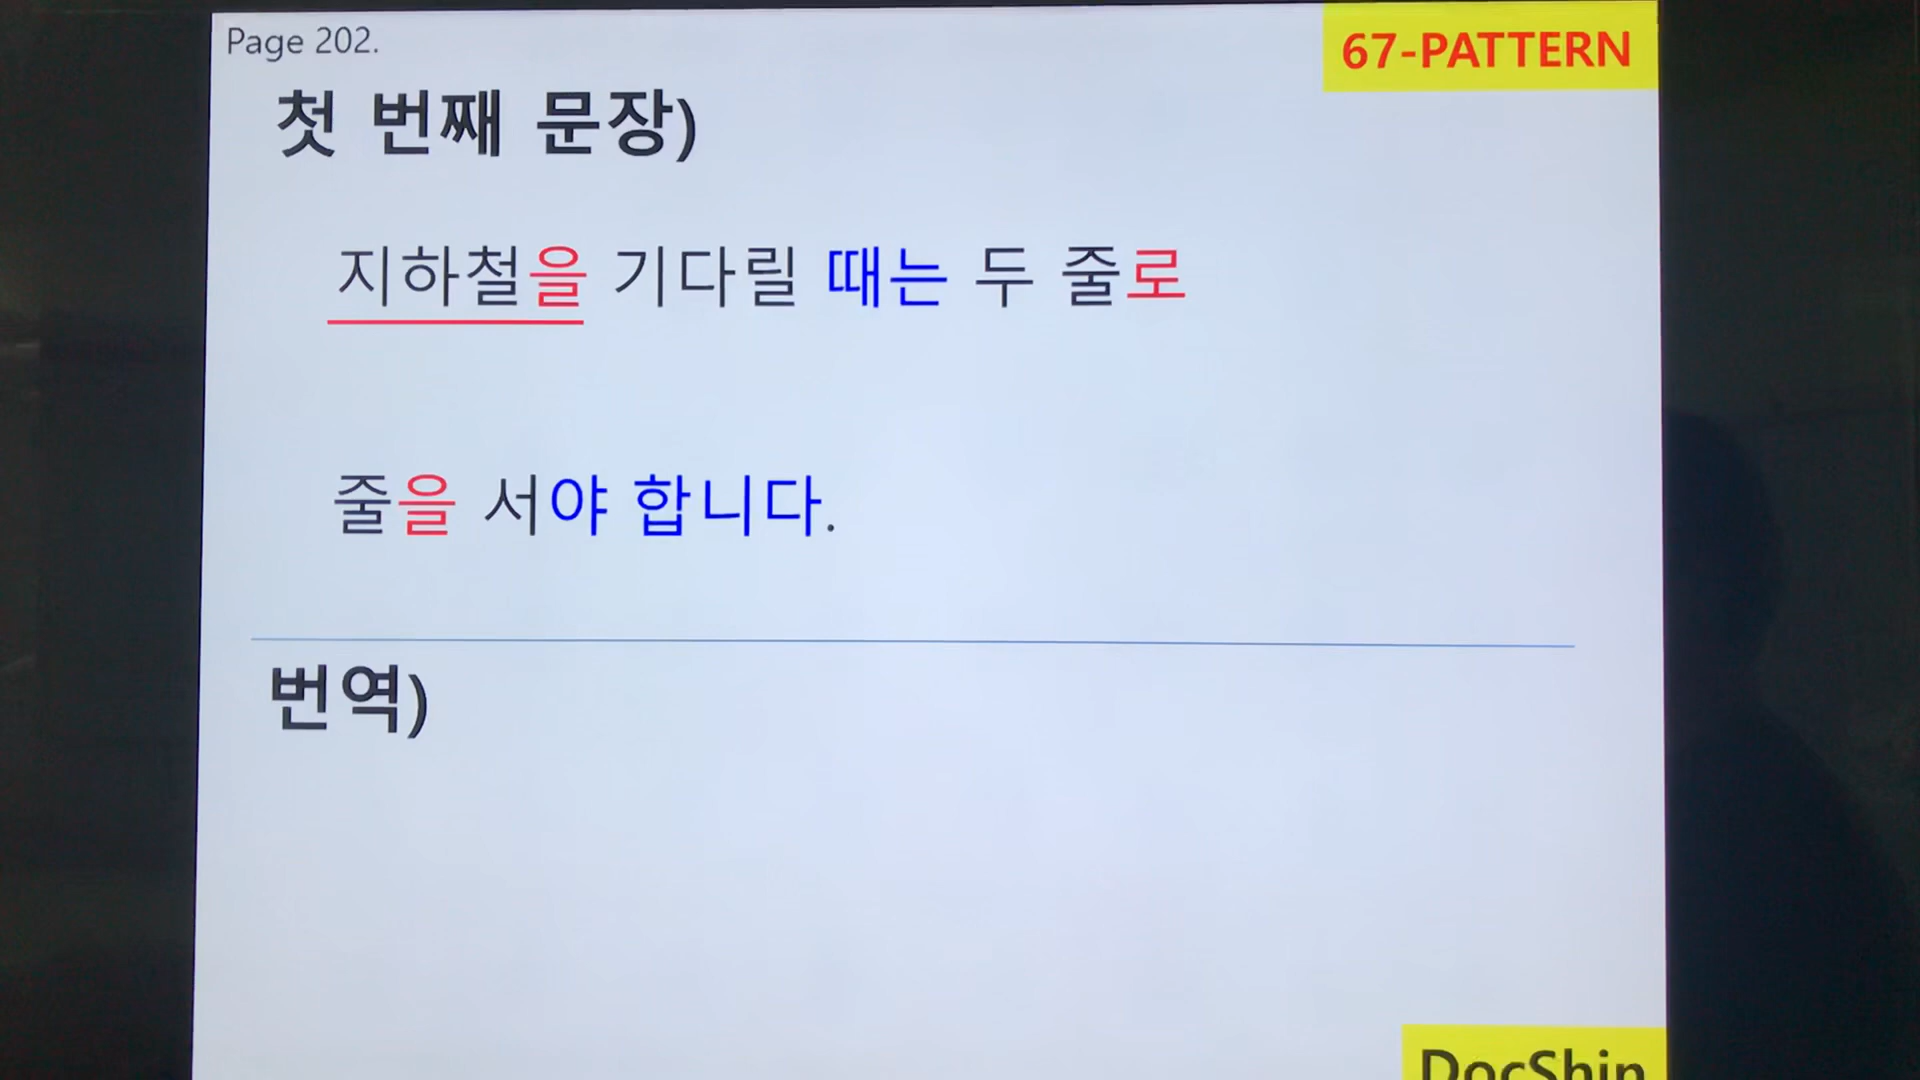 Page 202.
67-PATTERN
첫 번째 문장)
지하철을 기다릴 때는 두 줄로
줄을 서야 합니다.
번역)
DocShin